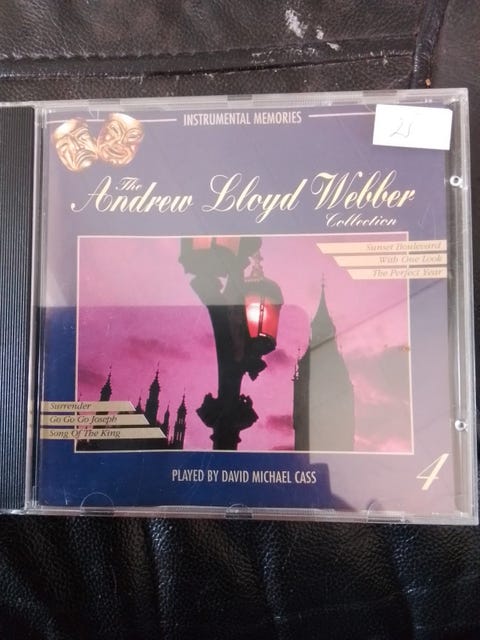 INSTRUMENTAL MEMORIES
25
The
Andrew Lloyd Webber
Collection
Sunset Boulevard
With One Look
The Perfect Year
Surrender
Go Go Go Joseph
Song Of The King
PLAYED BY DAVID MICHAEL CASS
4